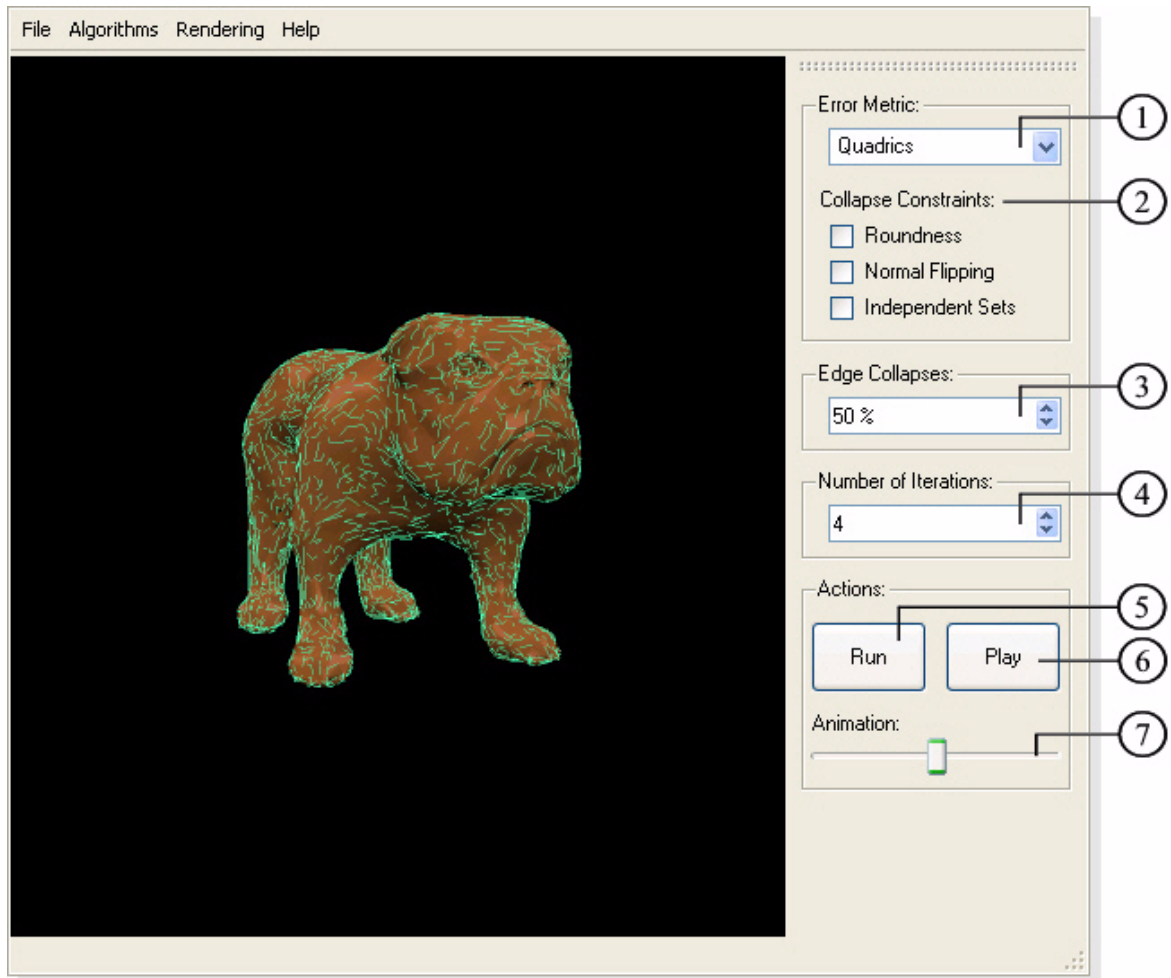 File Algorithms Rendering Help
Error Metric:
1
Quadrics
Collapse Constraints:
2
Roundness
Normal Flipping
Independent Sets
Edge Collapses:
3
50 %
Number of Iterations:
4
4
Actions:
5
Run Play
6
Animation:
7